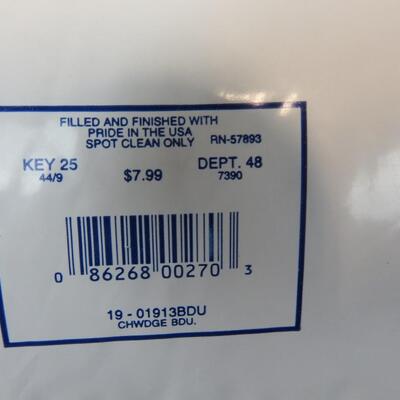 FILLED AND FINISHED WITH
PRIDE IN THE USA
SPOT CLEAN ONLY RN-57893
KEY 25 DEPT. 48
44/9 $7.99 7390
0 86268 00270 3
19 - 01913BDU
CHWDGE BDU.